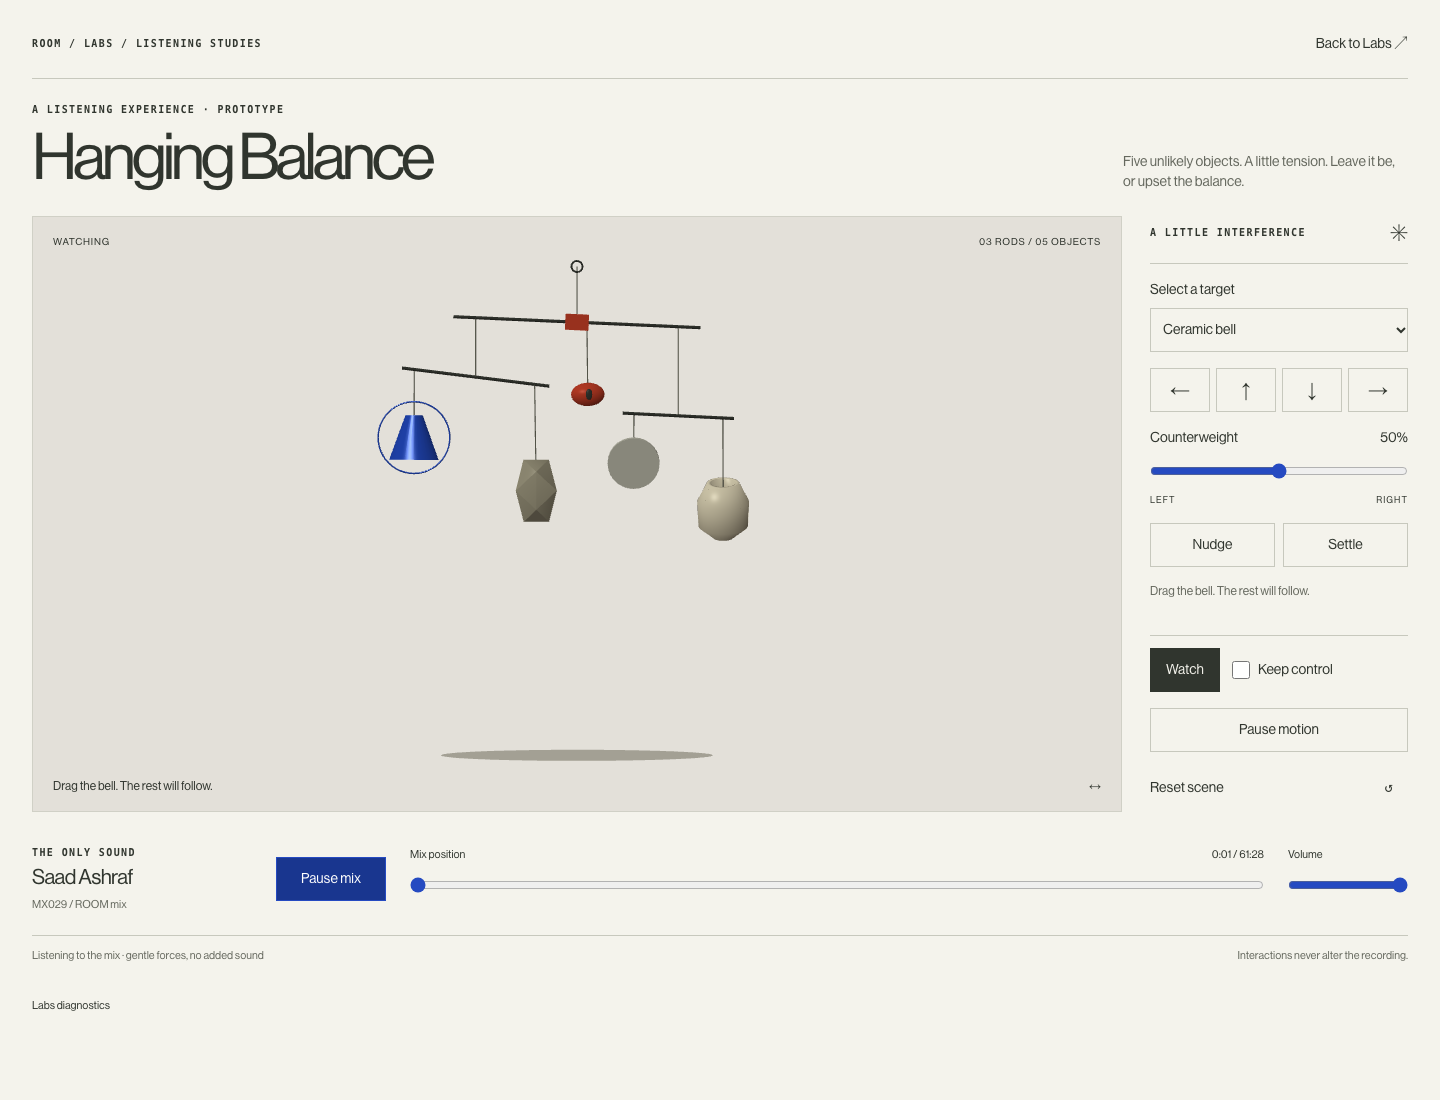 ROOM / LABS / LISTENING STUDIES
Back to Labs ↗
A LISTENING EXPERIENCE · PROTOTYPE
Hanging Balance
Five unlikely objects. A little tension. Leave it be,
or upset the balance.
WATCHING
03 RODS / 05 OBJECTS
Drag the bell. The rest will follow.
↔
A LITTLE INTERFERENCE
Select a target
Ceramic bell
← ↑ ↓ →
Counterweight 50%
LEFT RIGHT
Nudge Settle
Drag the bell. The rest will follow.
Watch Keep control
Pause motion
Reset scene ↺
THE ONLY SOUND
Saad Ashraf
MX029 / ROOM mix
Pause mix
Mix position 0:01 / 61:28
Volume
Listening to the mix · gentle forces, no added sound
Interactions never alter the recording.
Labs diagnostics